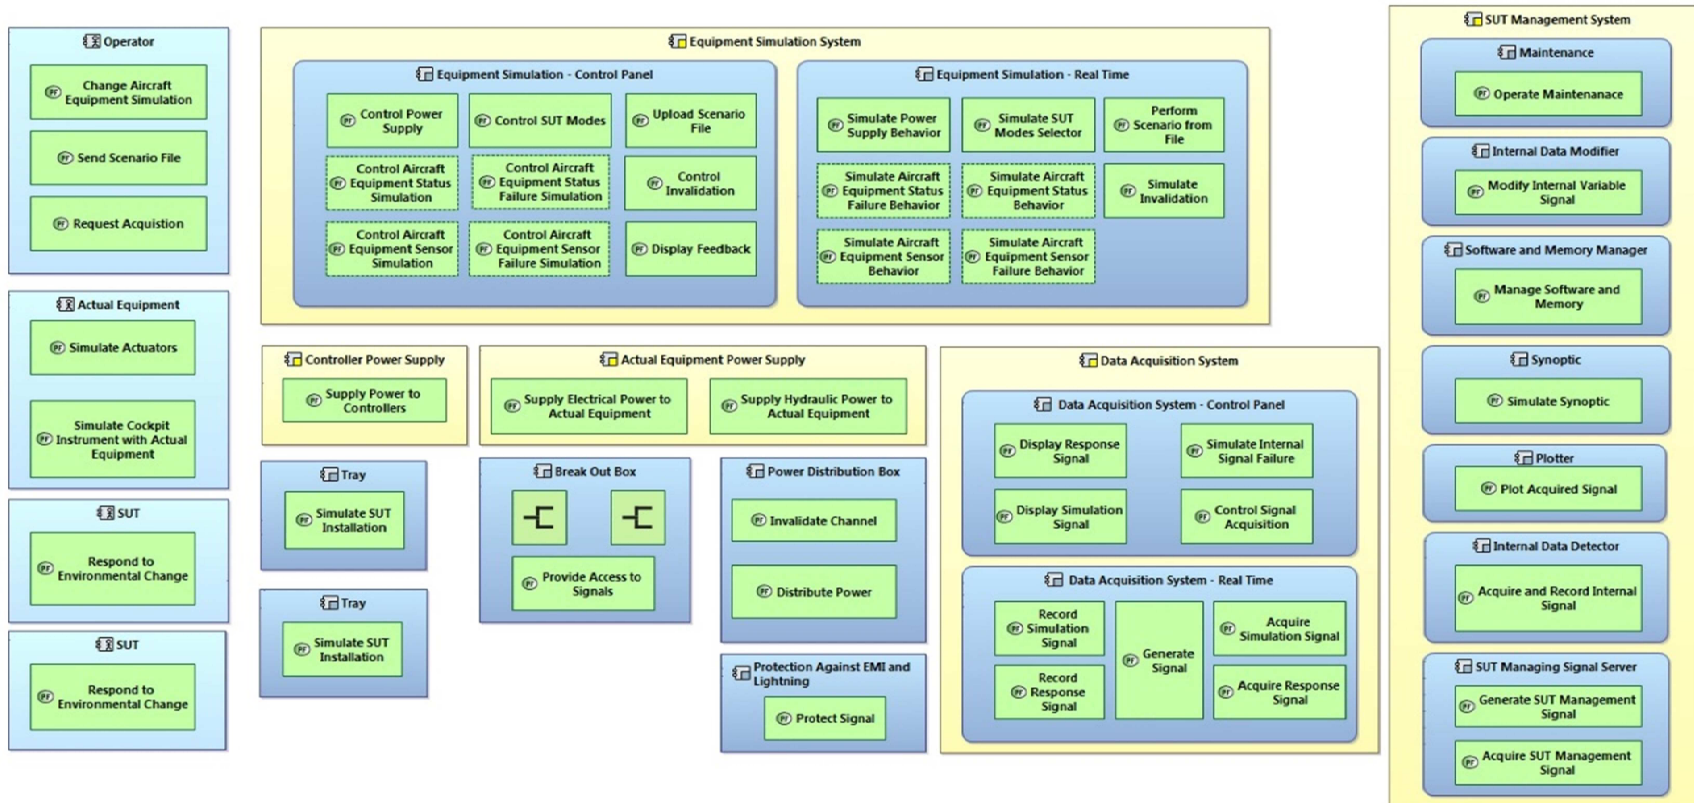 Operator
Change Aircraft
Equipment Simulation
Send Scenario File
Request Acquistion
Actual Equipment
Simulate Actuators
Simulate Cockpit
Instrument with Actual
Equipment
SUT
Respond to
Environmental Change
SUT
Respond to
Environmental Change
Equipment Simulation System
Equipment Simulation - Control Panel
Control Power
Supply
Control SUT Modes
Upload Scenario
File
Control Aircraft
Equipment Status
Simulation
Control Aircraft
Equipment Status
Failure Simulation
Control
Invalidation
Control Aircraft
Equipment Sensor
Simulation
Control Aircraft
Equipment Sensor
Failure Simulation
Display Feedback
Equipment Simulation - Real Time
Simulate Power
Supply Behavior
Simulate SUT
Modes Selector
Perform
Scenario from
File
Simulate Aircraft
Equipment Status
Failure Behavior
Simulate Aircraft
Equipment Status
Behavior
Simulate
Invalidation
Simulate Aircraft
Equipment Sensor
Behavior
Simulate Aircraft
Equipment Sensor
Failure Behavior
Controller Power Supply
Supply Power to
Controllers
Actual Equipment Power Supply
Supply Electrical Power to
Actual Equipment
Supply Hydraulic Power to
Actual Equipment
Tray
Simulate SUT
Installation
Tray
Simulate SUT
Installation
Break Out Box
Provide Access to
Signals
Power Distribution Box
Invalidate Channel
Distribute Power
Protection Against EMI and
Lightning
Protect Signal
Data Acquisition System
Data Acquisition System - Control Panel
Display Response
Signal
Simulate Internal
Signal Failure
Display Simulation
Signal
Control Signal
Acquisition
Data Acquisition System - Real Time
Record
Simulation
Signal
Generate
Signal
Acquire
Simulation Signal
Record
Response
Signal
Acquire Response
Signal
SUT Management System
Maintenance
Operate Maintenanace
Internal Data Modifier
Modify Internal Variable
Signal
Software and Memory Manager
Manage Software and
Memory
Synoptic
Simulate Synoptic
Plotter
Plot Acquired Signal
Internal Data Detector
Acquire and Record Internal
Signal
SUT Managing Signal Server
Generate SUT Management
Signal
Acquire SUT Management
Signal